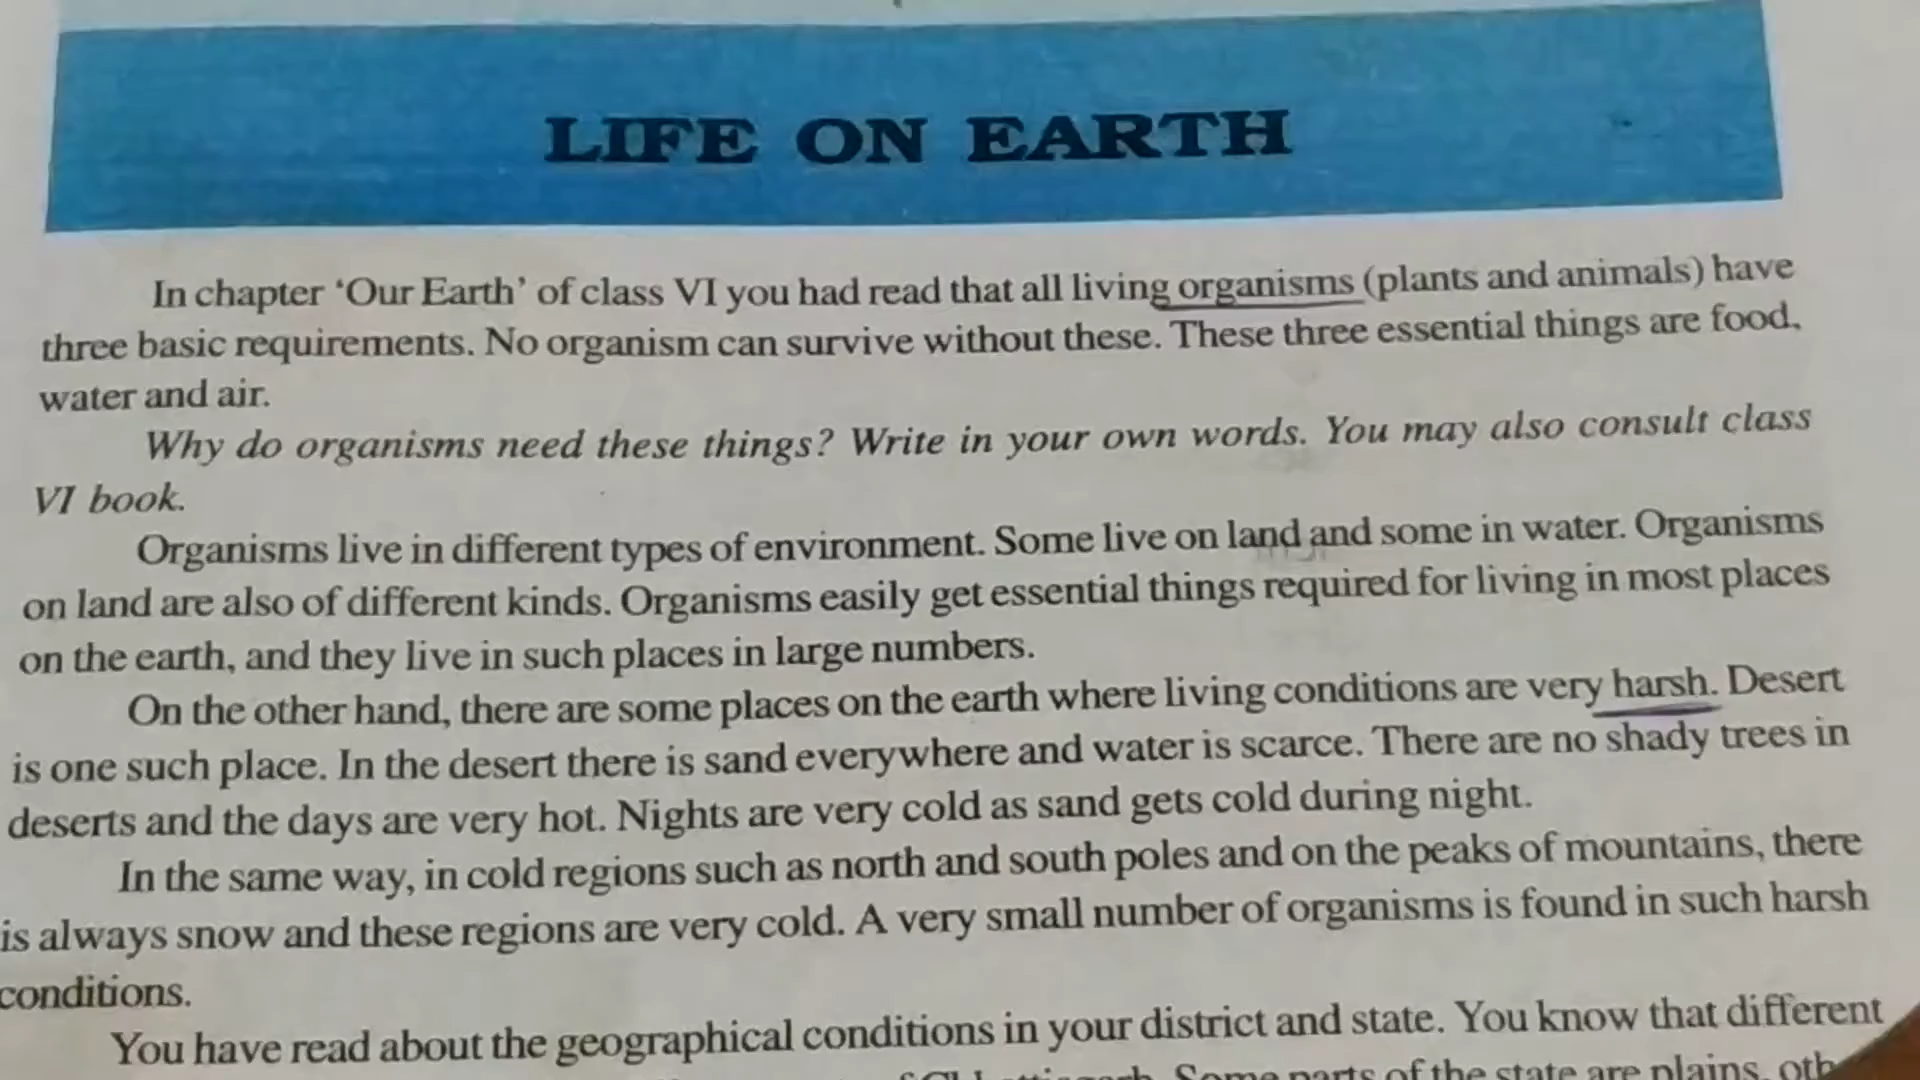 LIFE ON EARTH
In chapter ‘Our Earth’ of class VI you had read that all living organisms (plants and animals) have
three basic requirements. No organism can survive without these. These three essential things are food,
water and air.
Why do organisms need these things? Write in your own words. You may also consult class
VI book.
Organisms live in different types of environment. Some live on land and some in water. Organisms
on land are also of different kinds. Organisms easily get essential things required for living in most places
on the earth, and they live in such places in large numbers.
On the other hand, there are some places on the earth where living conditions are very harsh. Desert
is one such place. In the desert there is sand everywhere and water is scarce. There are no shady trees in
deserts and the days are very hot. Nights are very cold as sand gets cold during night.
In the same way, in cold regions such as north and south poles and on the peaks of mountains, there
is always snow and these regions are very cold. A very small number of organisms is found in such harsh
conditions.
You have read about the geographical conditions in your district and state. You know that different
Some parts of the state are plains,